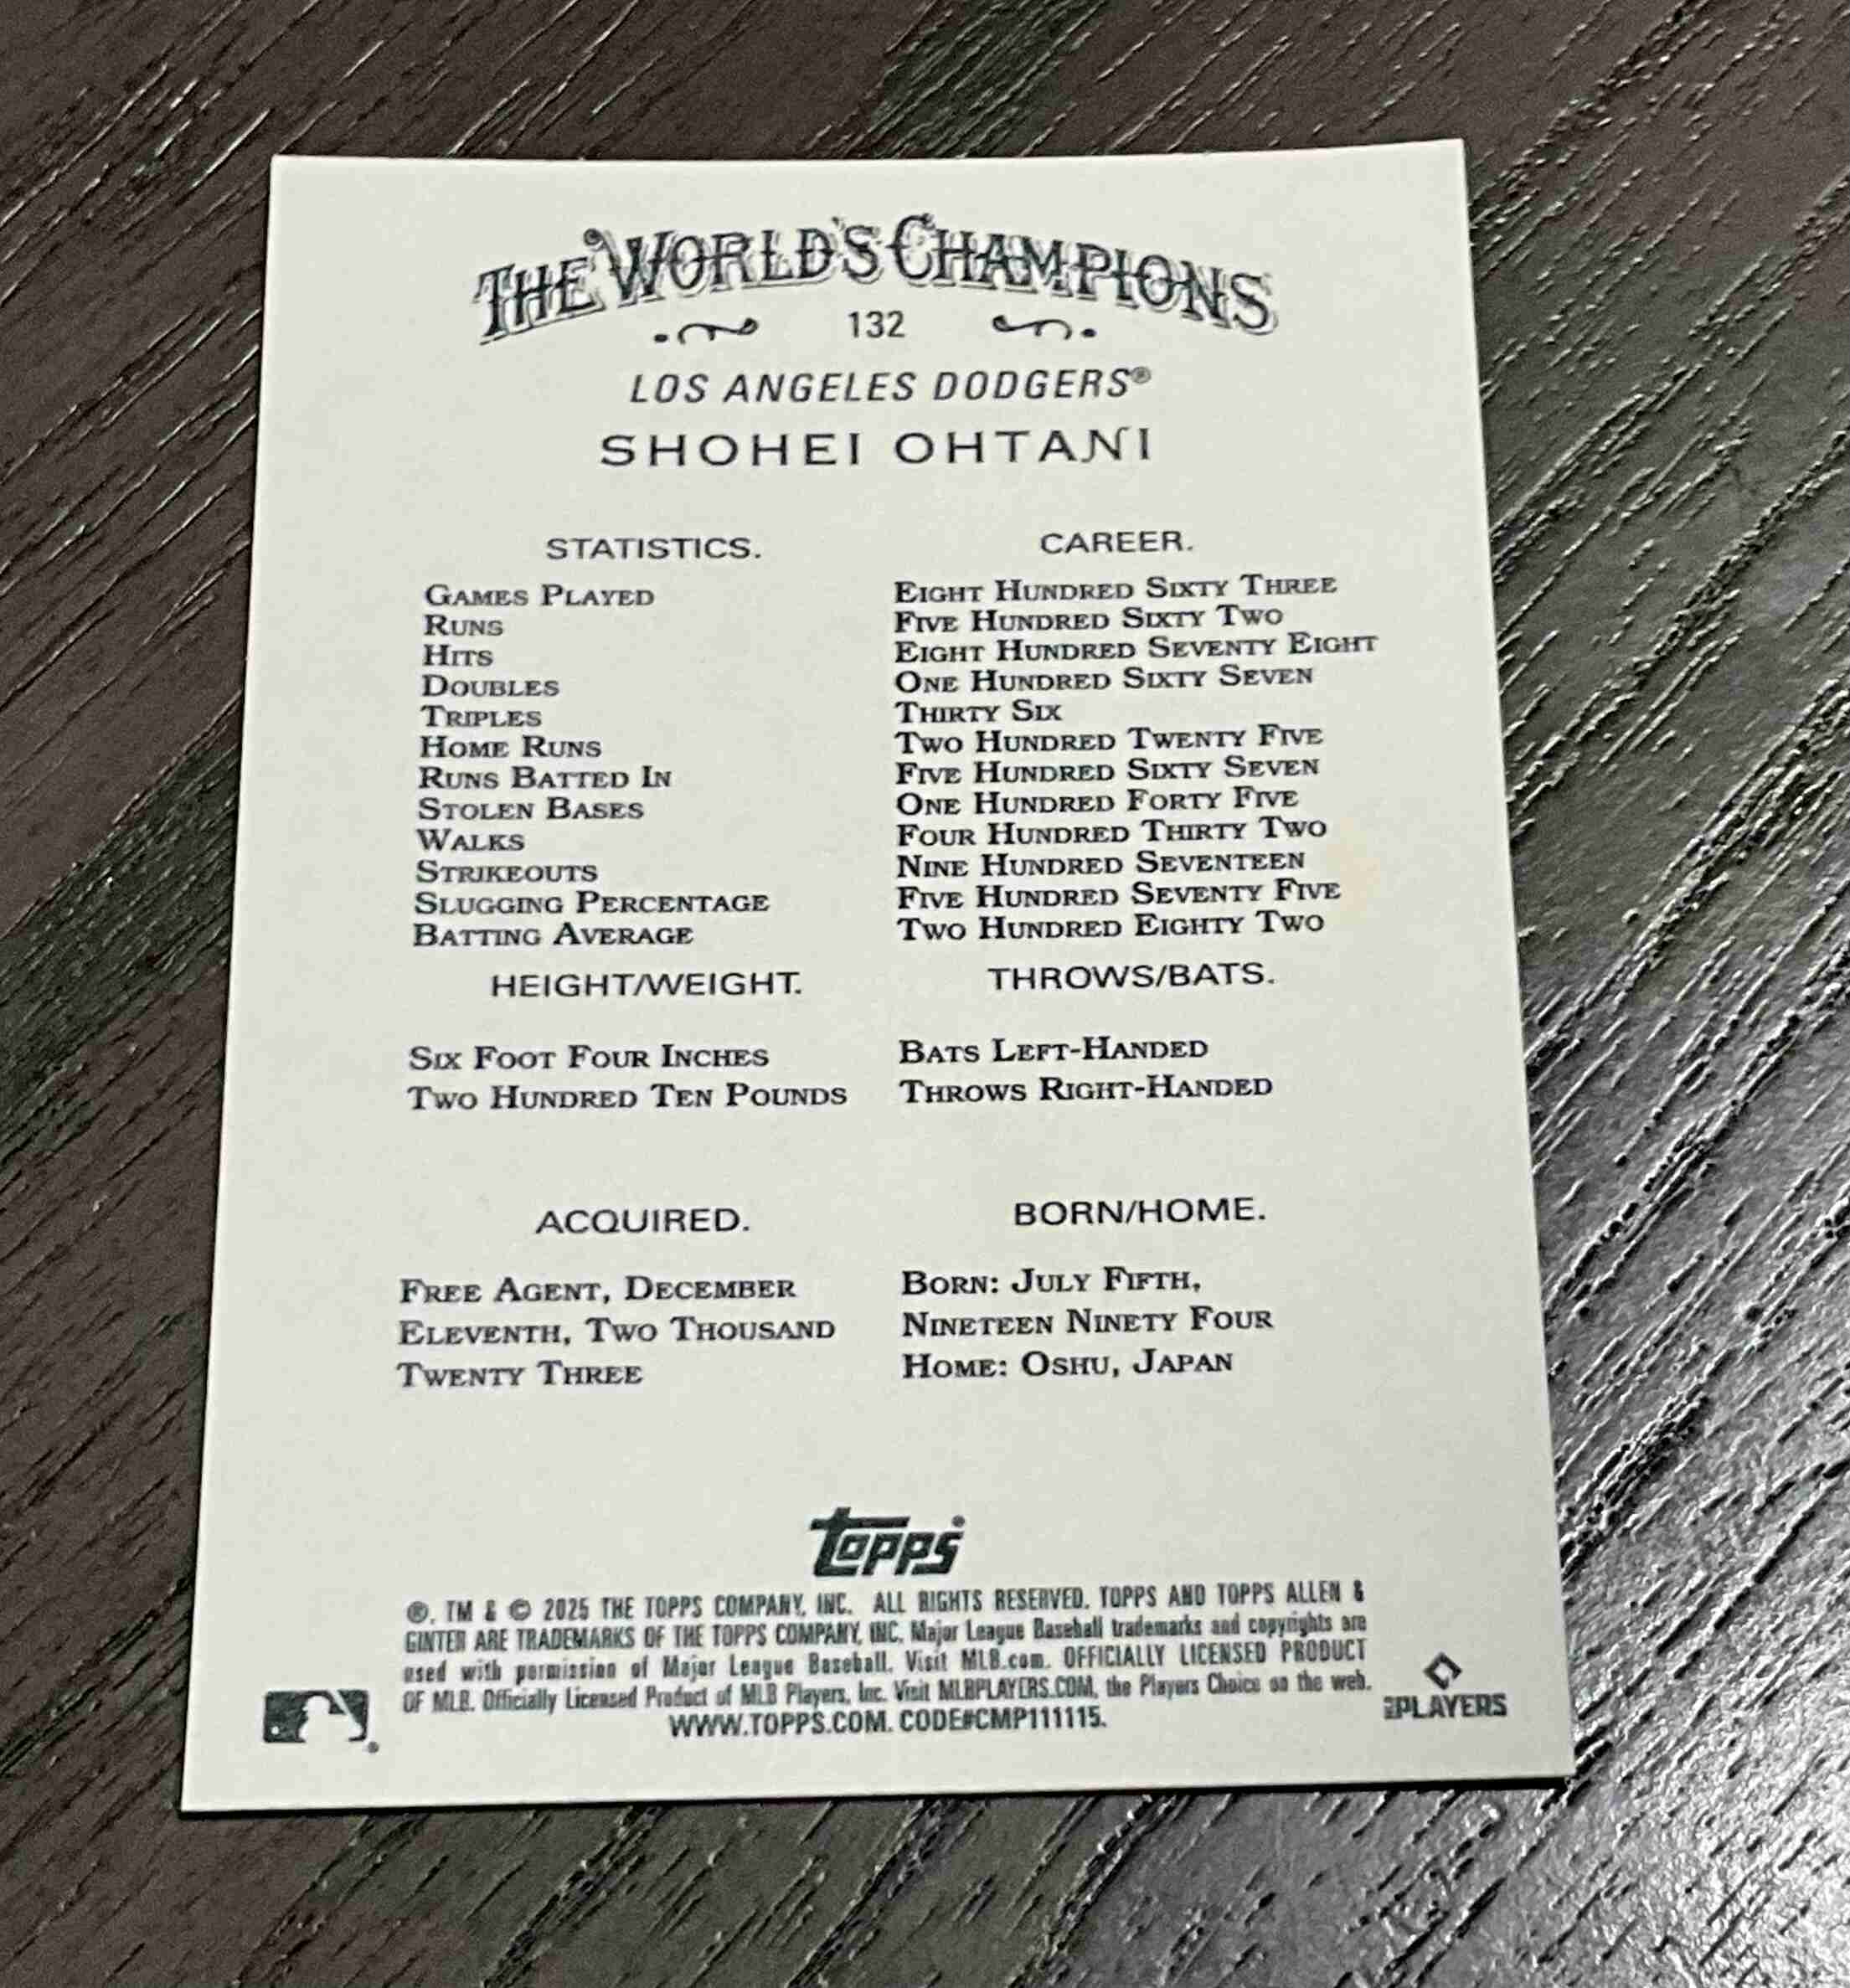 THE WORLD'S CHAMPIONS
132
LOS ANGELES DODGERS®
SHOHEI OHTANI
STATISTICS. CAREER.
GAMES PLAYED EIGHT HUNDRED SIXTY THREE
RUNS FIVE HUNDRED SIXTY TWO
HITS EIGHT HUNDRED SEVENTY EIGHT
DOUBLES ONE HUNDRED SIXTY SEVEN
TRIPLES THIRTY SIX
HOME RUNS TWO HUNDRED TWENTY FIVE
RUNS BATTED IN FIVE HUNDRED SIXTY SEVEN
STOLEN BASES ONE HUNDRED FORTY FIVE
WALKS FOUR HUNDRED THIRTY TWO
STRIKEOUTS NINE HUNDRED SEVENTEEN
SLUGGING PERCENTAGE FIVE HUNDRED SEVENTY FIVE
BATTING AVERAGE TWO HUNDRED EIGHTY TWO
HEIGHT/WEIGHT. THROWS/BATS.
SIX FOOT FOUR INCHES BATS LEFT-HANDED
TWO HUNDRED TEN POUNDS THROWS RIGHT-HANDED
ACQUIRED. BORN/HOME.
FREE AGENT, DECEMBER BORN: JULY FIFTH,
ELEVENTH, TWO THOUSAND NINETEEN NINETY FOUR
TWENTY THREE HOME: OSHU, JAPAN
topps
®, TM & © 2025 THE TOPPS COMPANY, INC. ALL RIGHTS RESERVED. TOPPS AND TOPPS ALLEN &
GINTER ARE TRADEMARKS OF THE TOPPS COMPANY, INC. Major League Baseball trademarks and copyrights are
used with permission of Major League Baseball. Visit MLB.com. OFFICIALLY LICENSED PRODUCT
OF MLB. Officially Licensed Product of MLB Players, Inc. Visit MLBPLAYERS.COM, the Players Choice on the web.
WWW.TOPPS.COM. CODE#CMP111115.
PLAYERS